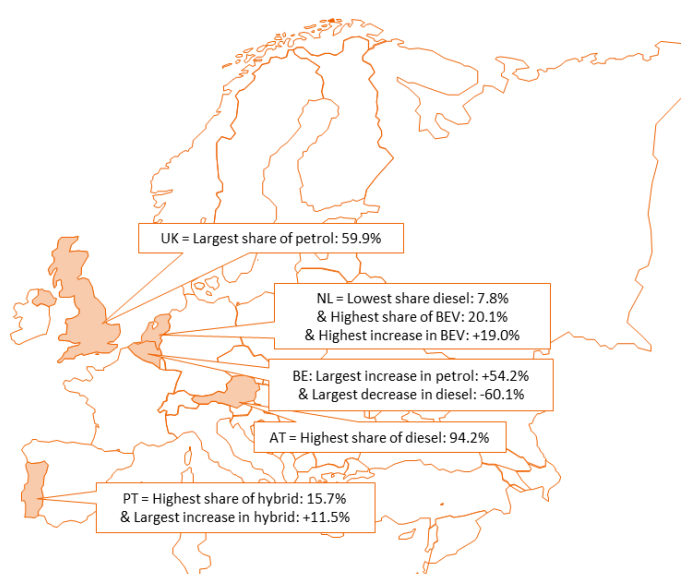 UK = Largest share of petrol: 59.9%
NL = Lowest share diesel: 7.8%
& Highest share of BEV: 20.1%
& Highest increase in BEV: +19.0%
BE: Largest increase in petrol: +54.2%
& Largest decrease in diesel: -60.1%
AT = Highest share of diesel: 94.2%
PT = Highest share of hybrid: 15.7%
& Largest increase in hybrid: +11.5%